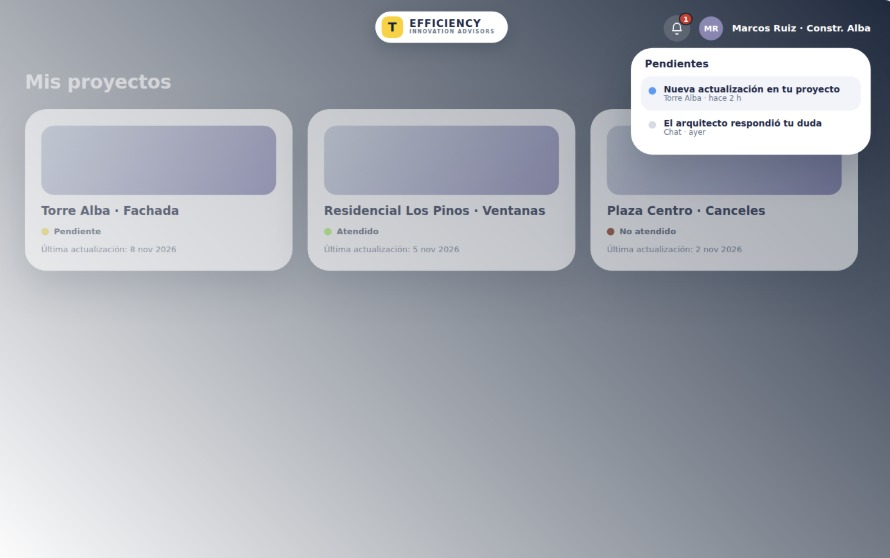 T
EFFICIENCY
INNOVATION ADVISORS
1
MR
Marcos Ruiz · Constr. Alba
Pendientes
Nueva actualización en tu proyecto
Torre Alba · hace 2 h
El arquitecto respondió tu duda
Chat · ayer
Mis proyectos
Torre Alba · Fachada
Pendiente
Última actualización: 8 nov 2026
Residencial Los Pinos · Ventanas
Atendido
Última actualización: 5 nov 2026
Plaza Centro · Canceles
No atendido
Última actualización: 2 nov 2026